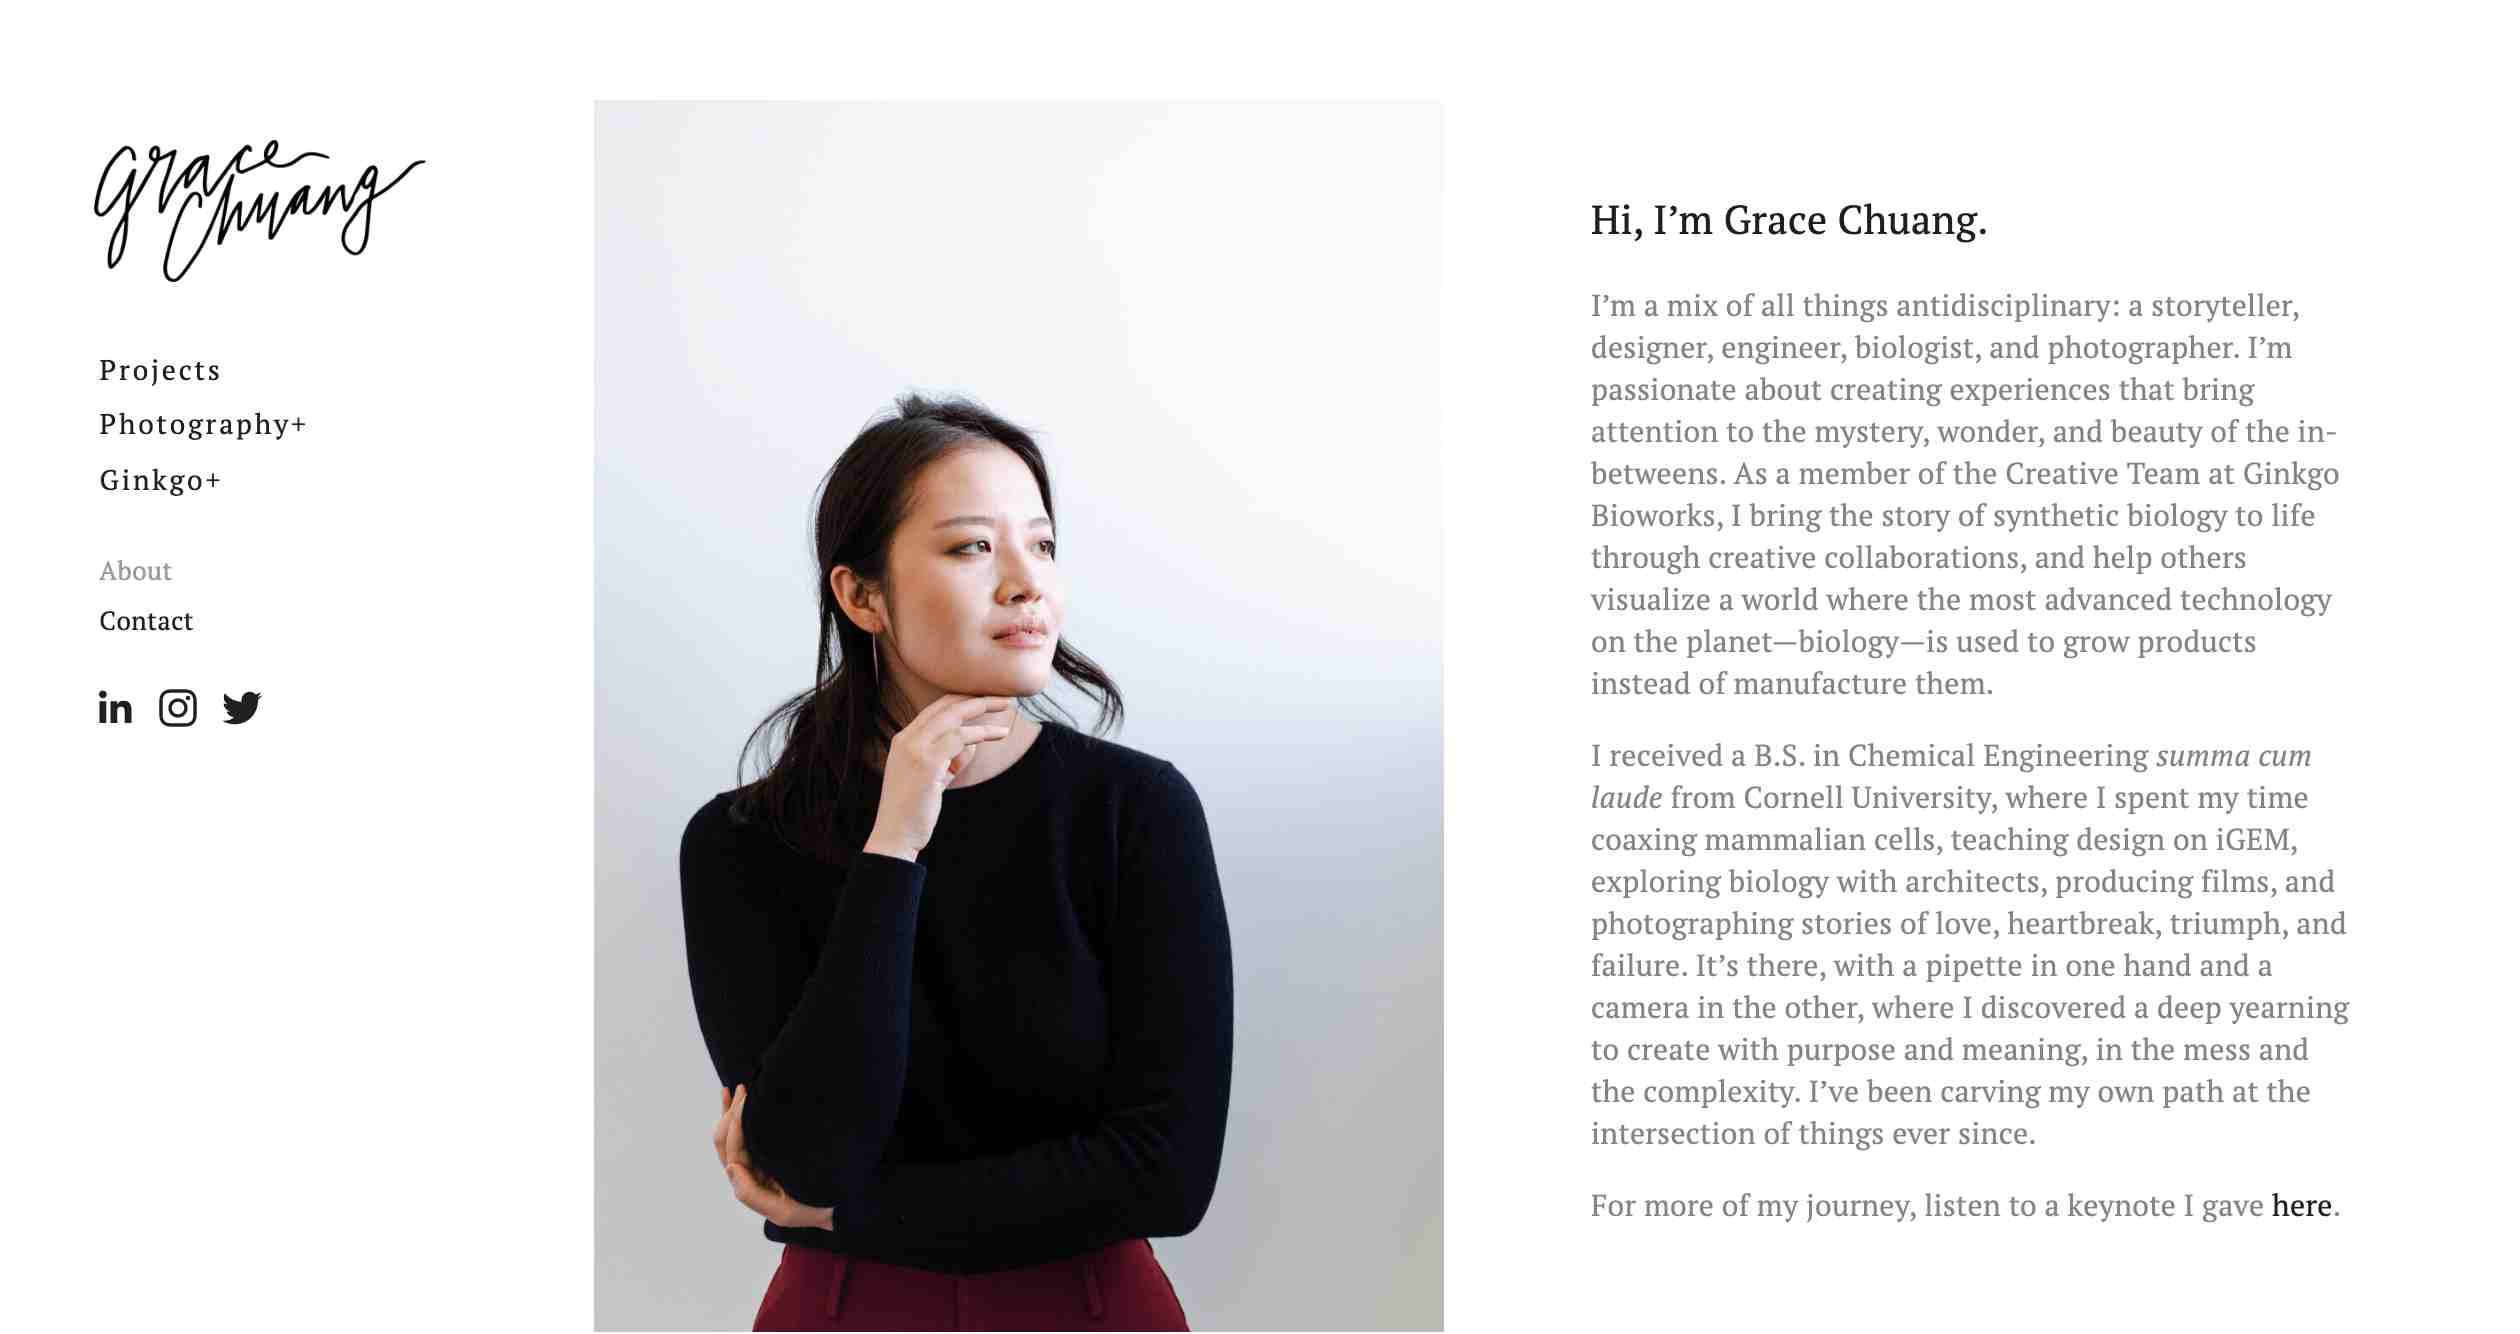 grace
chuang
Projects
Photography+
Ginkgo+
About
Contact
in
Hi, I’m Grace Chuang.
I’m a mix of all things antidisciplinary: a storyteller,
designer, engineer, biologist, and photographer. I’m
passionate about creating experiences that bring
attention to the mystery, wonder, and beauty of the in-
betweens. As a member of the Creative Team at Ginkgo
Bioworks, I bring the story of synthetic biology to life
through creative collaborations, and help others
visualize a world where the most advanced technology
on the planet—biology—is used to grow products
instead of manufacture them.
I received a B.S. in Chemical Engineering summa cum
laude from Cornell University, where I spent my time
coaxing mammalian cells, teaching design on iGEM,
exploring biology with architects, producing films, and
photographing stories of love, heartbreak, triumph, and
failure. It’s there, with a pipette in one hand and a
camera in the other, where I discovered a deep yearning
to create with purpose and meaning, in the mess and
the complexity. I’ve been carving my own path at the
intersection of things ever since.
For more of my journey, listen to a keynote I gave here.